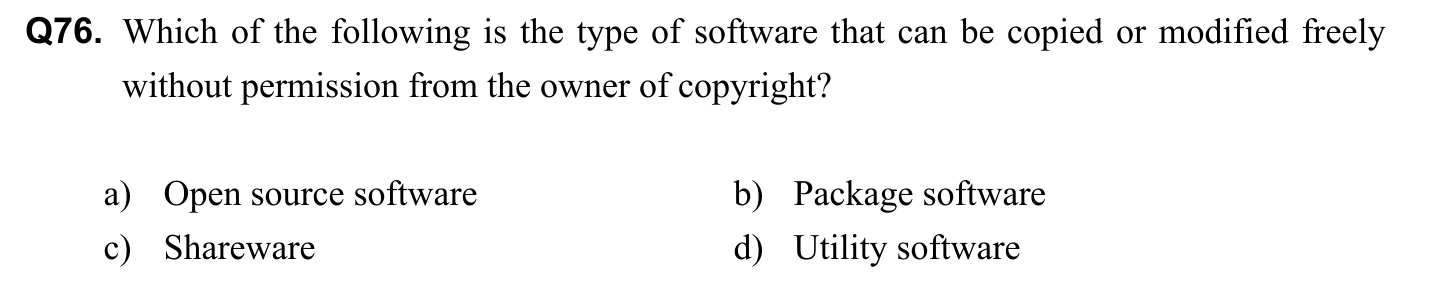 Q76. Which of the following is the type of software that can be copied or modified freely
without permission from the owner of copyright?
a) Open source software b) Package software
c) Shareware d) Utility software